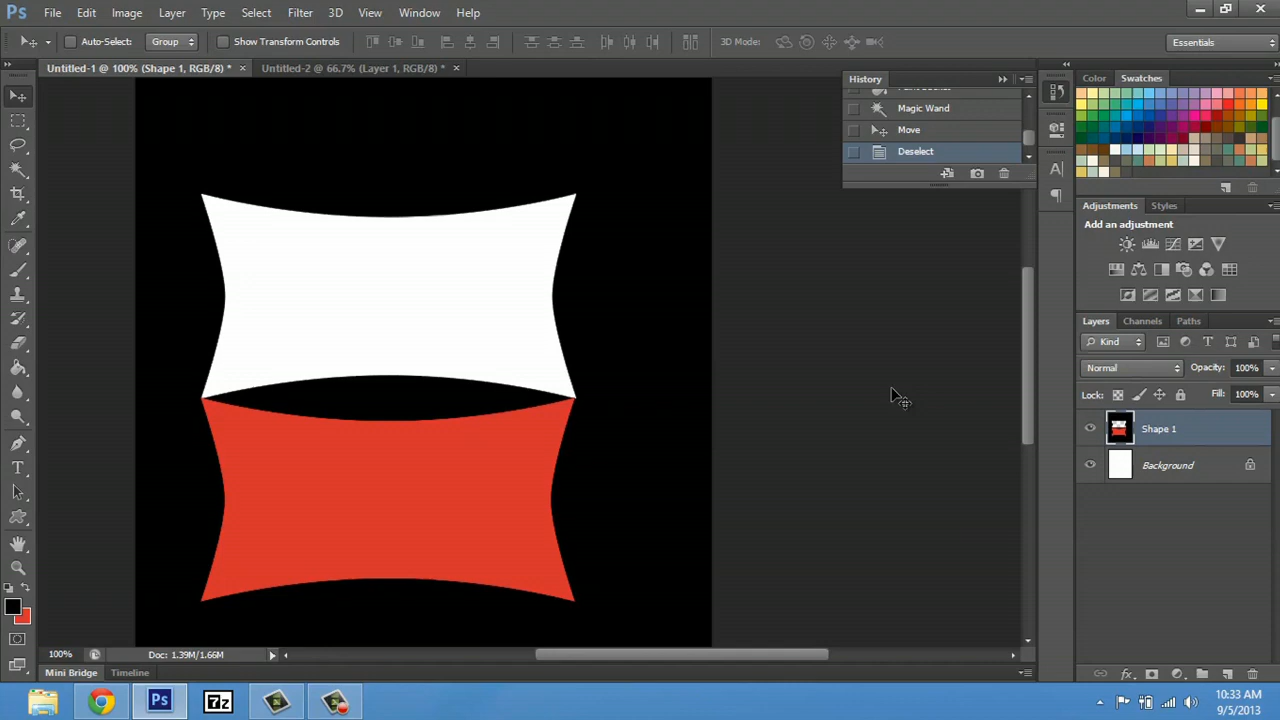 Ps File Edit Image Layer Type Select Filter 3D View Window Help
Auto-Select: Group Show Transform Controls 3D Mode: Essentials
Untitled-1 @ 100% (Shape 1, RGB/8) * × Untitled-2 @ 66.7% (Layer 1, RGB/8) * ×
History
Magic Wand
Move
Deselect
Color Swatches
Adjustments Styles
Add an adjustment
Layers Channels Paths
Kind
Normal Opacity: 100%
Lock: Fill: 100%
Shape 1
Background
100% Doc: 1.39M/1.66M
Mini Bridge Timeline
Ps 7z
10:33 AM
9/5/2013